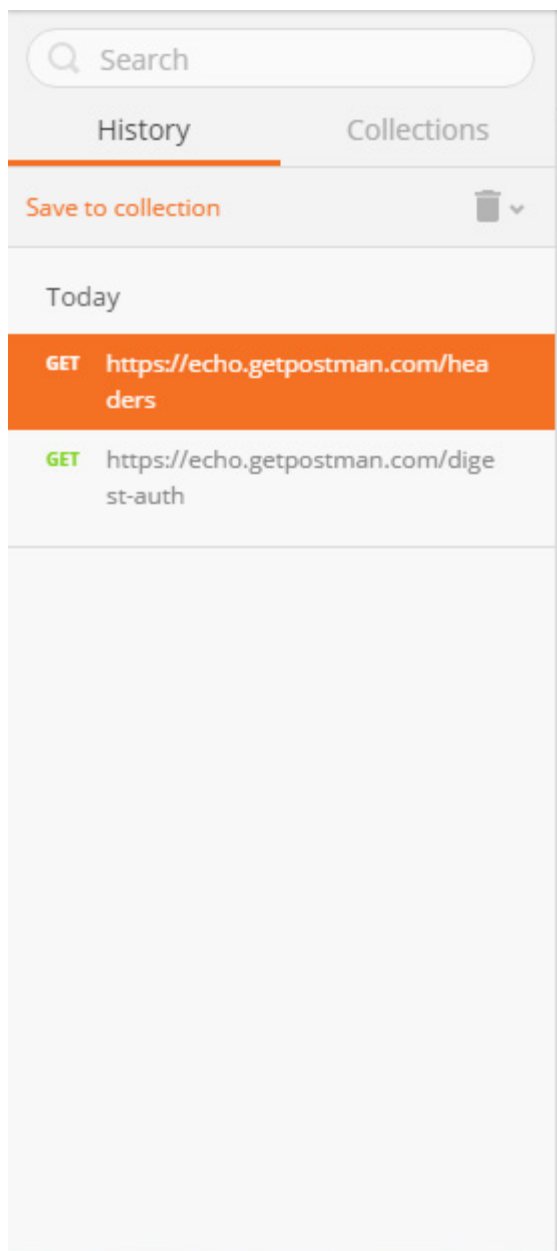 Search
History Collections
Save to collection
Today
GET https://echo.getpostman.com/hea
ders
GET https://echo.getpostman.com/dige
st-auth